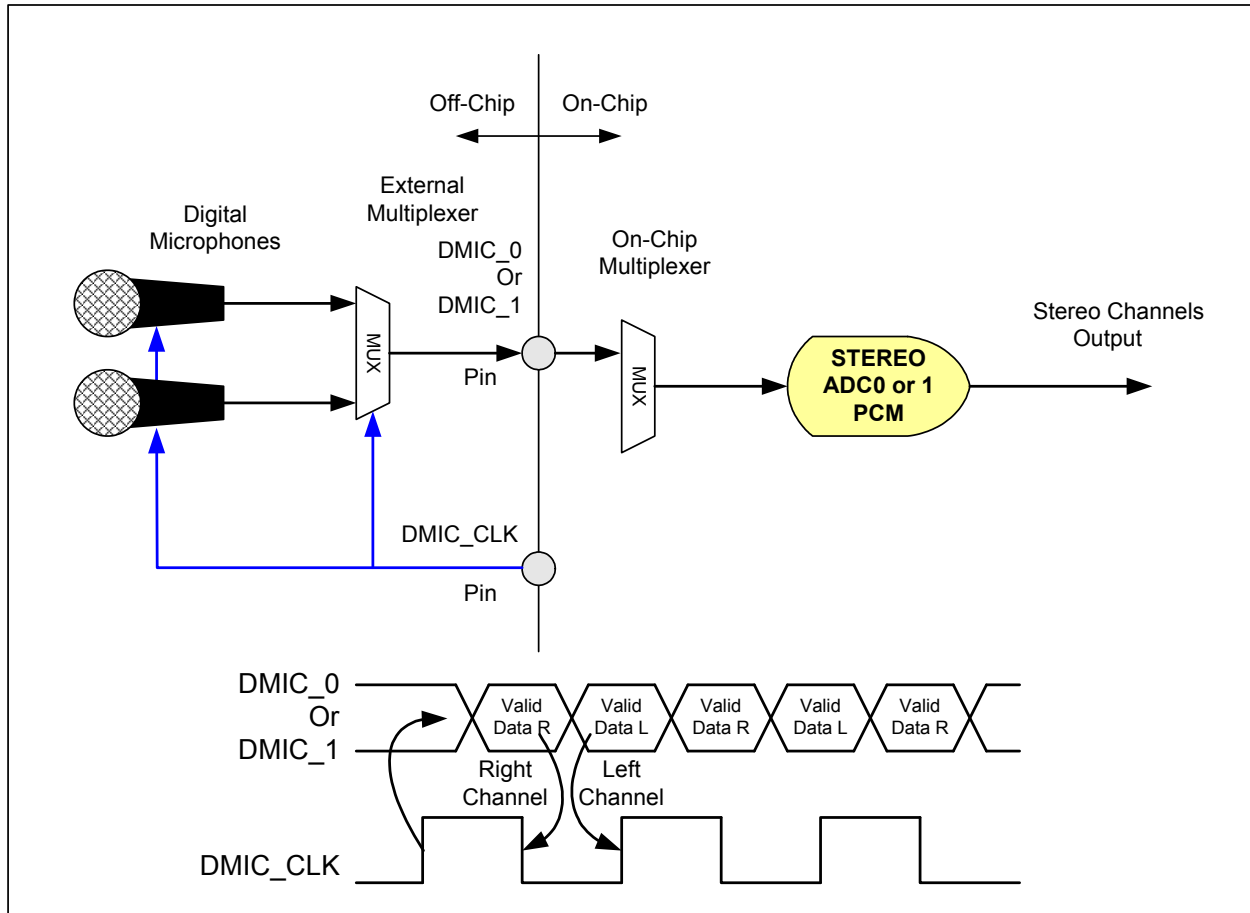 Off-Chip
On-Chip
Digital
Microphones
External
Multiplexer
DMIC_0
Or
DMIC_1
On-Chip
Multiplexer
Stereo Channels
Output
MUX
Pin
MUX
STEREO
ADC0 or 1
PCM
DMIC_CLK
Pin
DMIC_0
Or
DMIC_1
Valid
Data R
Valid
Data L
Valid
Data R
Valid
Data L
Valid
Data R
Right
Channel
Left
Channel
DMIC_CLK